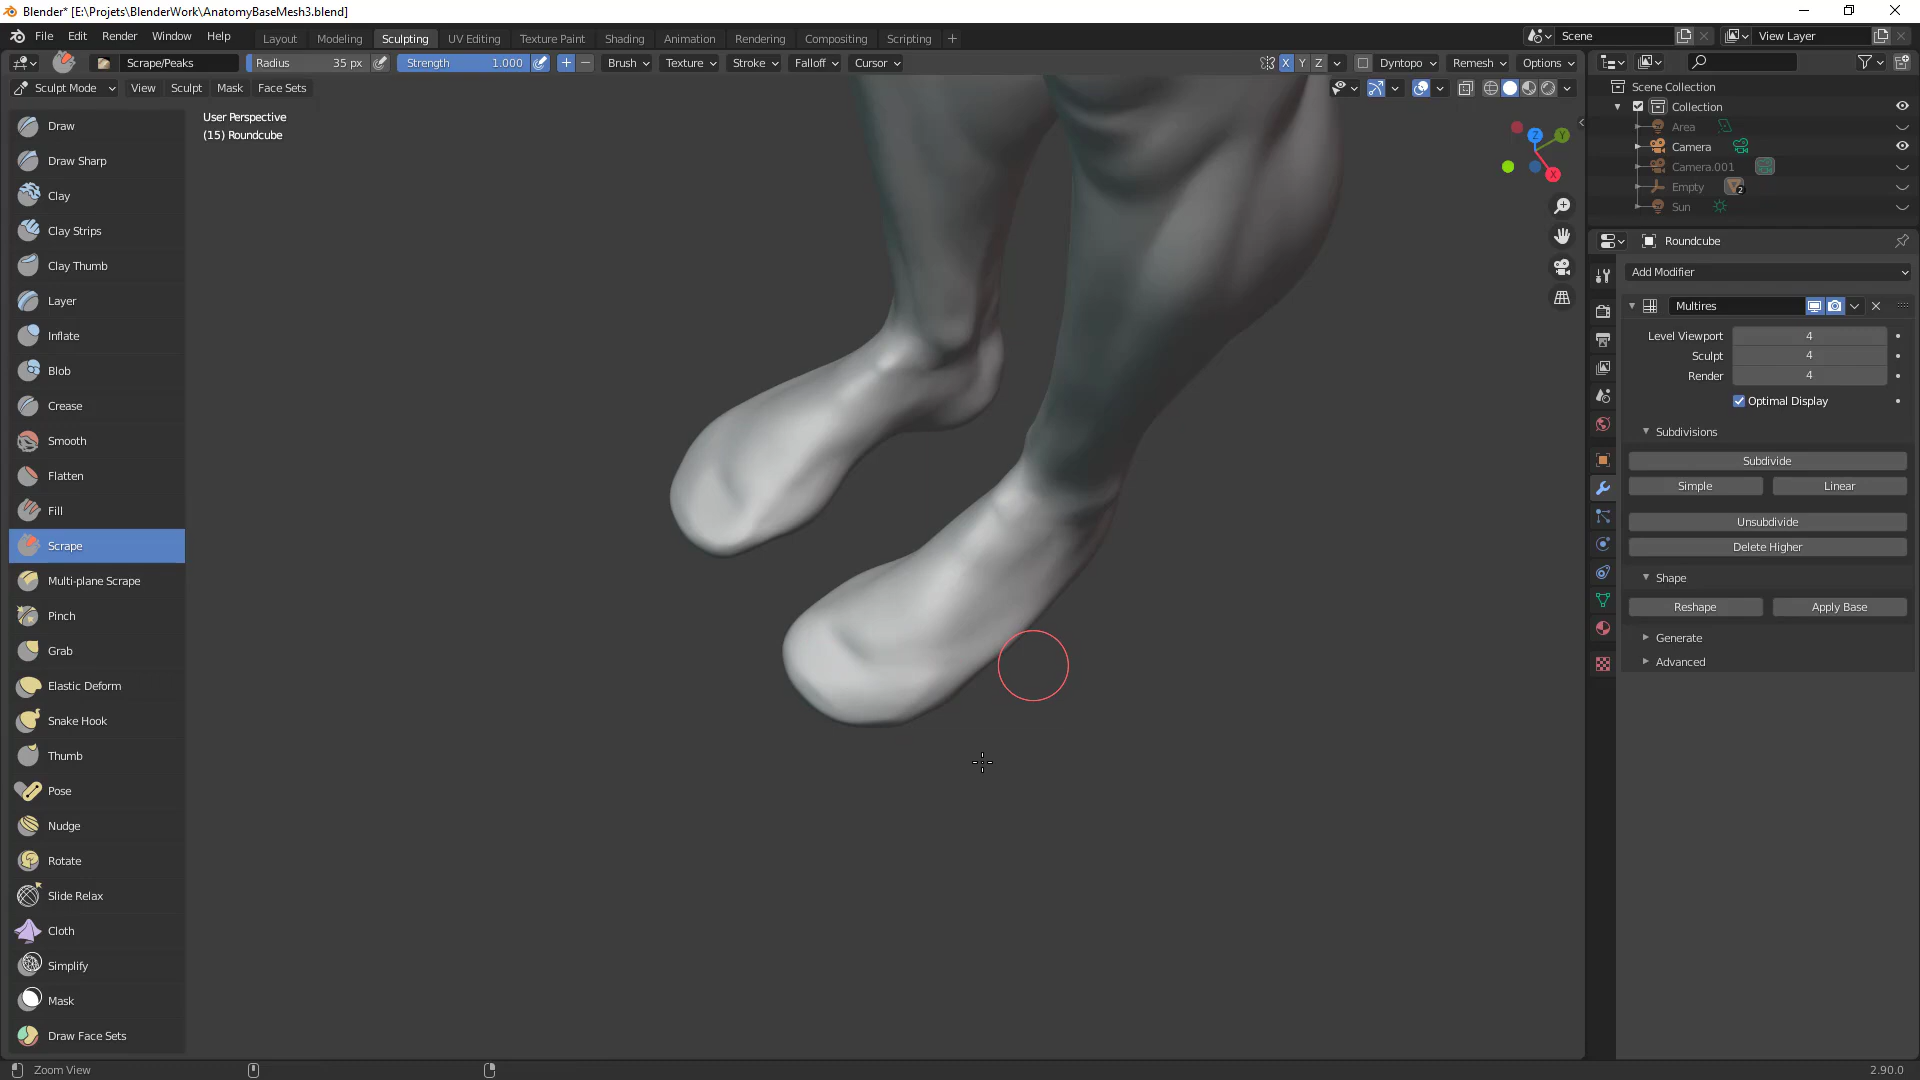 Blender* [E:\Projets\BlenderWork\AnatomyBaseMesh3.blend]
File Edit Render Window Help Layout Modeling Sculpting UV Editing Texture Paint Shading Animation Rendering Compositing Scripting + Scene View Layer
Scrape/Peaks Radius 35 px Strength 1.000 + − Brush Texture Stroke Falloff Cursor X Y Z Dyntopo Remesh Options
Sculpt Mode View Sculpt Mask Face Sets
User Perspective
(15) Roundcube
Draw
Draw Sharp
Clay
Clay Strips
Clay Thumb
Layer
Inflate
Blob
Crease
Smooth
Flatten
Fill
Scrape
Multi-plane Scrape
Pinch
Grab
Elastic Deform
Snake Hook
Thumb
Pose
Nudge
Rotate
Slide Relax
Cloth
Simplify
Mask
Draw Face Sets
Z
Y
X
Scene Collection
Collection
Area
Camera
Camera.001
Empty 2
Sun
Roundcube
Add Modifier
Multires
Level Viewport 4
Sculpt 4
Render 4
Optimal Display
Subdivisions
Subdivide
Simple Linear
Unsubdivide
Delete Higher
Shape
Reshape Apply Base
Generate
Advanced
Zoom View
2.90.0